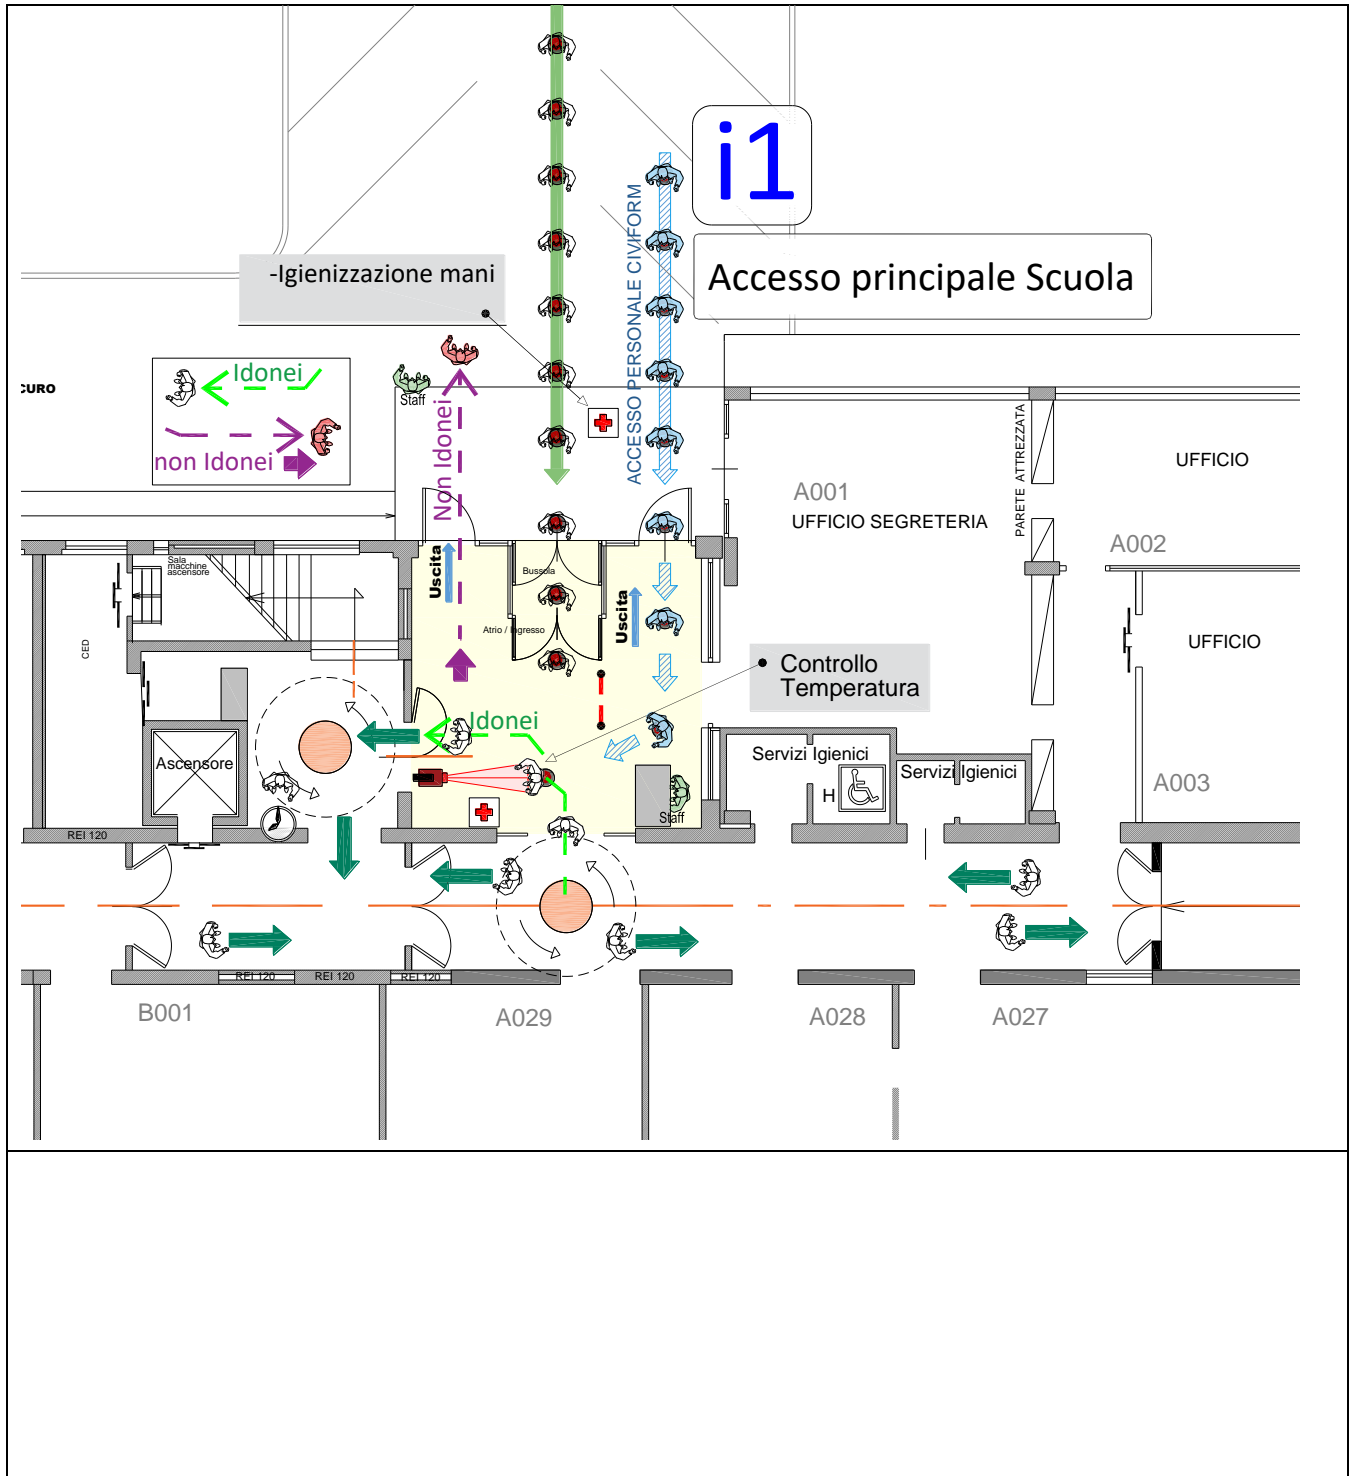 i1
Accesso principale Scuola
-Igienizzazione mani
ACCESSO PERSONALE CIVIFORM
CURO
Idonei
non Idonei
Staff
Non Idonei
A001
UFFICIO SEGRETERIA
PARETE ATTREZZATA
UFFICIO
A002
Sala
macchine
ascensore
Uscita
Bussola
Atrio / Ingresso
Uscita
CED
UFFICIO
Controllo
Temperatura
Idonei
Ascensore
Servizi Igienici
Servizi Igienici
H
A003
Staff
REI 120
REI 120
REI 120
REI 120
B001
A029
A028
A027